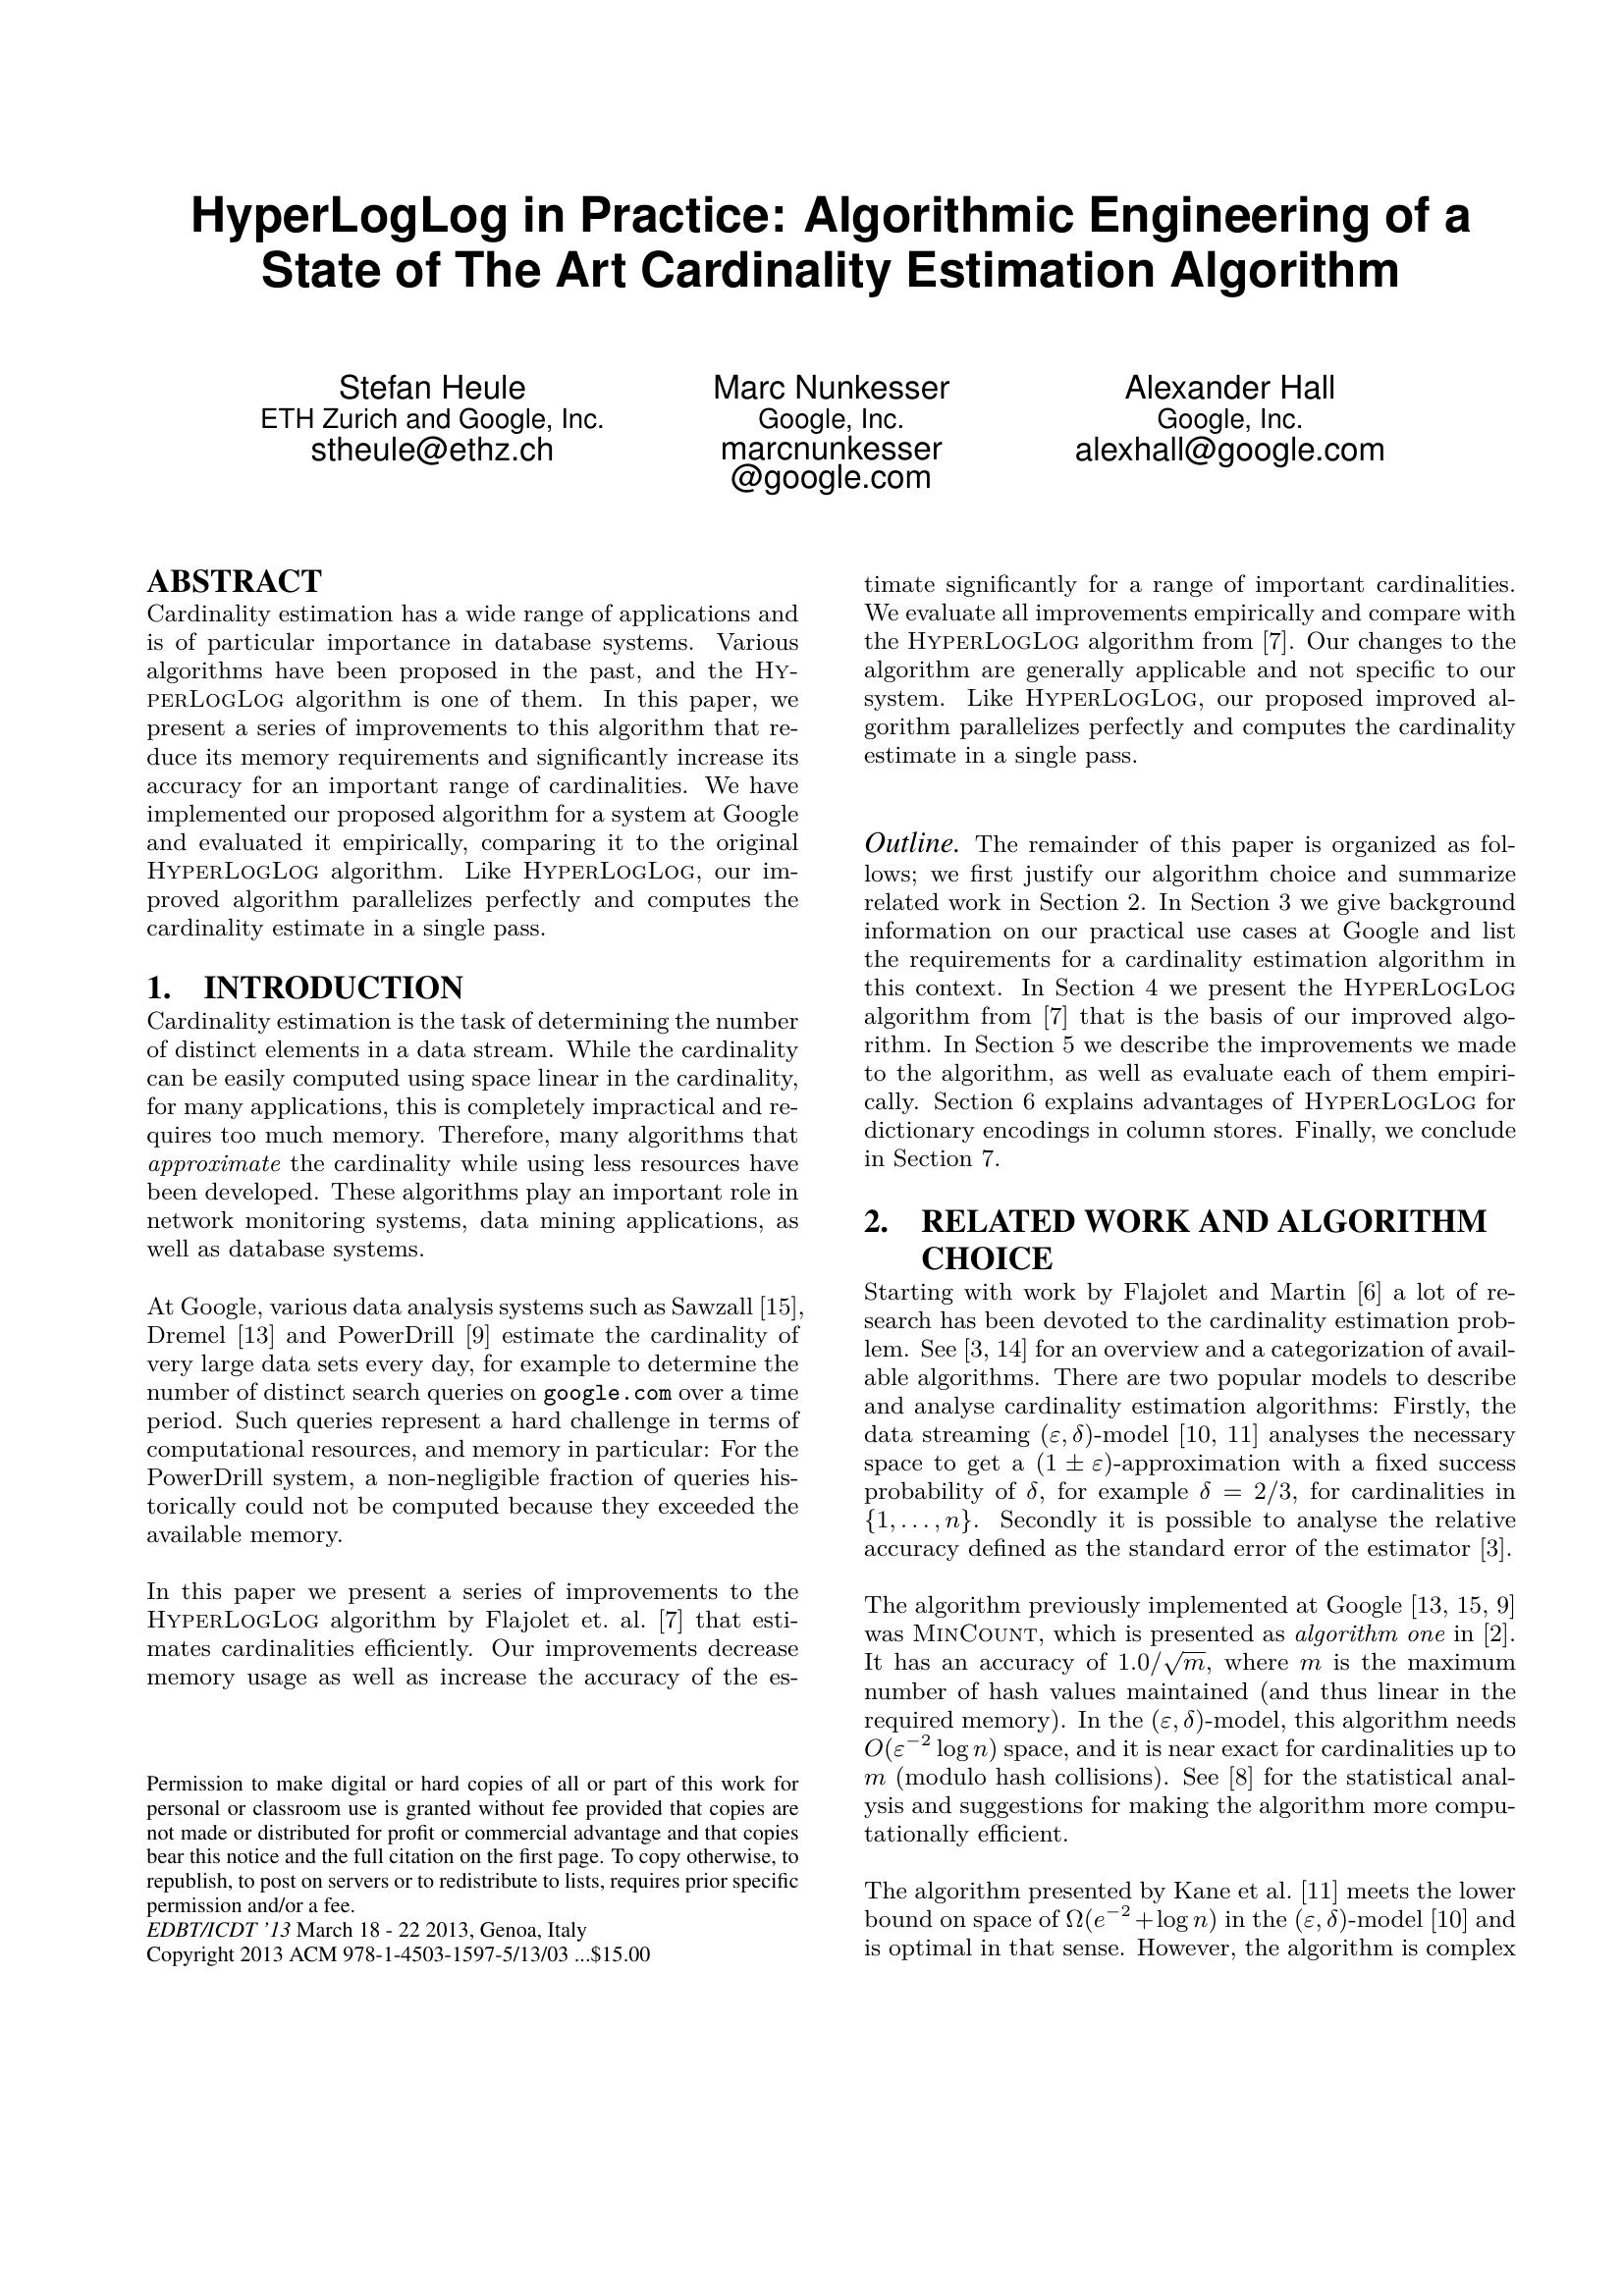 HyperLogLog in Practice: Algorithmic Engineering of a
State of The Art Cardinality Estimation Algorithm
Stefan Heule
ETH Zurich and Google, Inc.
stheule@ethz.ch
Marc Nunkesser
Google, Inc.
marcnunkesser
@google.com
Alexander Hall
Google, Inc.
alexhall@google.com
ABSTRACT
Cardinality estimation has a wide range of applications and
is of particular importance in database systems. Various
algorithms have been proposed in the past, and the HY-
PERLOGLOG algorithm is one of them. In this paper, we
present a series of improvements to this algorithm that re-
duce its memory requirements and significantly increase its
accuracy for an important range of cardinalities. We have
implemented our proposed algorithm for a system at Google
and evaluated it empirically, comparing it to the original
HYPERLOGLOG algorithm. Like HYPERLOGLOG, our im-
proved algorithm parallelizes perfectly and computes the
cardinality estimate in a single pass.
1. INTRODUCTION
Cardinality estimation is the task of determining the number
of distinct elements in a data stream. While the cardinality
can be easily computed using space linear in the cardinality,
for many applications, this is completely impractical and re-
quires too much memory. Therefore, many algorithms that
approximate the cardinality while using less resources have
been developed. These algorithms play an important role in
network monitoring systems, data mining applications, as
well as database systems.
At Google, various data analysis systems such as Sawzall [15],
Dremel [13] and PowerDrill [9] estimate the cardinality of
very large data sets every day, for example to determine the
number of distinct search queries on google.com over a time
period. Such queries represent a hard challenge in terms of
computational resources, and memory in particular: For the
PowerDrill system, a non-negligible fraction of queries his-
torically could not be computed because they exceeded the
available memory.
In this paper we present a series of improvements to the
HYPERLOGLOG algorithm by Flajolet et. al. [7] that esti-
mates cardinalities efficiently. Our improvements decrease
memory usage as well as increase the accuracy of the es-
Permission to make digital or hard copies of all or part of this work for
personal or classroom use is granted without fee provided that copies are
not made or distributed for profit or commercial advantage and that copies
bear this notice and the full citation on the first page. To copy otherwise, to
republish, to post on servers or to redistribute to lists, requires prior specific
permission and/or a fee.
EDBT/ICDT '13 March 18 - 22 2013, Genoa, Italy
Copyright 2013 ACM 978-1-4503-1597-5/13/03 ...$15.00
timate significantly for a range of important cardinalities.
We evaluate all improvements empirically and compare with
the HYPERLOGLOG algorithm from [7]. Our changes to the
algorithm are generally applicable and not specific to our
system. Like HYPERLOGLOG, our proposed improved al-
gorithm parallelizes perfectly and computes the cardinality
estimate in a single pass.
Outline. The remainder of this paper is organized as fol-
lows; we first justify our algorithm choice and summarize
related work in Section 2. In Section 3 we give background
information on our practical use cases at Google and list
the requirements for a cardinality estimation algorithm in
this context. In Section 4 we present the HYPERLOGLOG
algorithm from [7] that is the basis of our improved algo-
rithm. In Section 5 we describe the improvements we made
to the algorithm, as well as evaluate each of them empiri-
cally. Section 6 explains advantages of HYPERLOGLOG for
dictionary encodings in column stores. Finally, we conclude
in Section 7.
2. RELATED WORK AND ALGORITHM
CHOICE
Starting with work by Flajolet and Martin [6] a lot of re-
search has been devoted to the cardinality estimation prob-
lem. See [3, 14] for an overview and a categorization of avail-
able algorithms. There are two popular models to describe
and analyse cardinality estimation algorithms: Firstly, the
data streaming (ε, δ)-model [10, 11] analyses the necessary
space to get a (1 ± ε)-approximation with a fixed success
probability of δ, for example δ = 2/3, for cardinalities in
{1, . . . , n}. Secondly it is possible to analyse the relative
accuracy defined as the standard error of the estimator [3].
The algorithm previously implemented at Google [13, 15, 9]
was MINCOUNT, which is presented as algorithm one in [2].
It has an accuracy of 1.0/√m, where m is the maximum
number of hash values maintained (and thus linear in the
required memory). In the (ε, δ)-model, this algorithm needs
O(ε⁻² log n) space, and it is near exact for cardinalities up to
m (modulo hash collisions). See [8] for the statistical anal-
ysis and suggestions for making the algorithm more compu-
tationally efficient.
The algorithm presented by Kane et al. [11] meets the lower
bound on space of Ω(e⁻² + log n) in the (ε, δ)-model [10] and
is optimal in that sense. However, the algorithm is complex